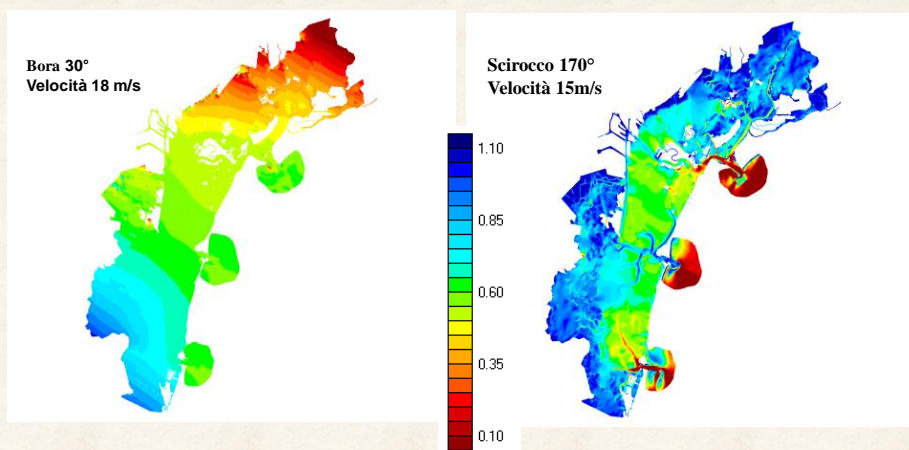 Bora 30°
Velocità 18 m/s
Scirocco 170°
Velocità 15m/s
1.10
0.85
0.60
0.35
0.10